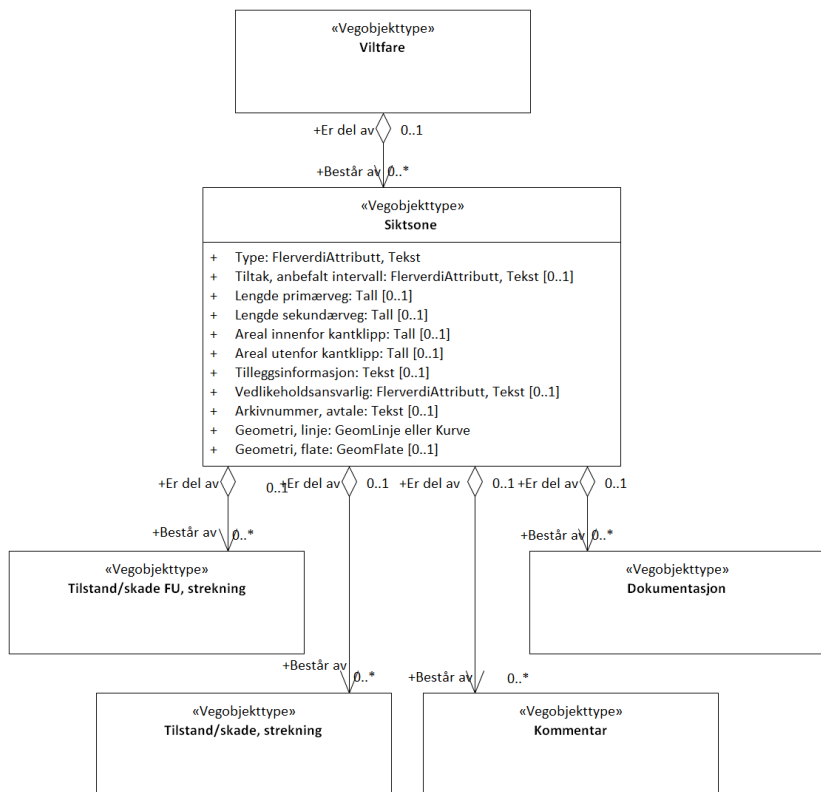 «Vegobjekttype»
Viltfare
+Er del av 0..1
+Består av 0..*
«Vegobjekttype»
Siktsone
+ Type: FlerverdiAttributt, Tekst
+ Tiltak, anbefalt intervall: FlerverdiAttributt, Tekst [0..1]
+ Lengde primærveg: Tall [0..1]
+ Lengde sekundærveg: Tall [0..1]
+ Areal innenfor kantklipp: Tall [0..1]
+ Areal utenfor kantklipp: Tall [0..1]
+ Tilleggsinformasjon: Tekst [0..1]
+ Vedlikeholdsansvarlig: FlerverdiAttributt, Tekst [0..1]
+ Arkivnummer, avtale: Tekst [0..1]
+ Geometri, linje: GeomLinje eller Kurve
+ Geometri, flate: GeomFlate [0..1]
+Er del av 0..1 +Er del av 0..1 +Er del av 0..1 +Er del av 0..1
+Består av 0..* +Består av 0..*
«Vegobjekttype»
Tilstand/skade FU, strekning
«Vegobjekttype»
Dokumentasjon
+Består av 0..* +Består av 0..*
«Vegobjekttype»
Tilstand/skade, strekning
«Vegobjekttype»
Kommentar